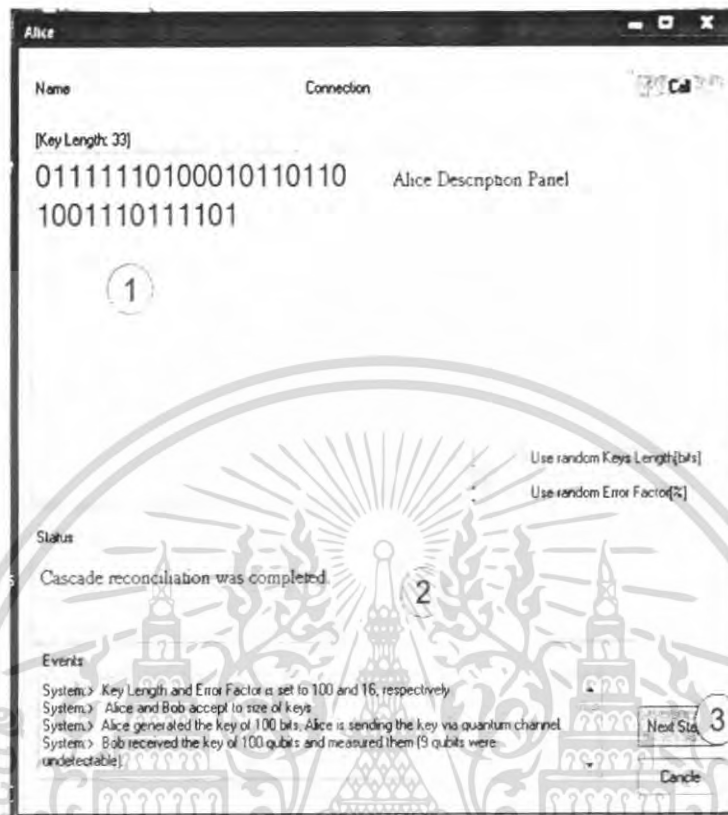 Alice
Name Connection Call
[Key Length: 33]
01111111010001011 0110 Alice Description Panel
1001110111101
1
Use random Keys Length[bits]
Use random Error Factor[%]
Status
Cascade reconciliation was completed.
2
Events
System:> Key Length and Error Factor is set to 100 and 16, respectively
System:> Alice and Bob accept to size of keys
System:> Alice generated the key of 100 bits, Alice is sending the key via quantum channel
System:> Bob received the key of 100 qubits and measured them (9 qubits were
undetectable).
Next Ste 3
Cancle